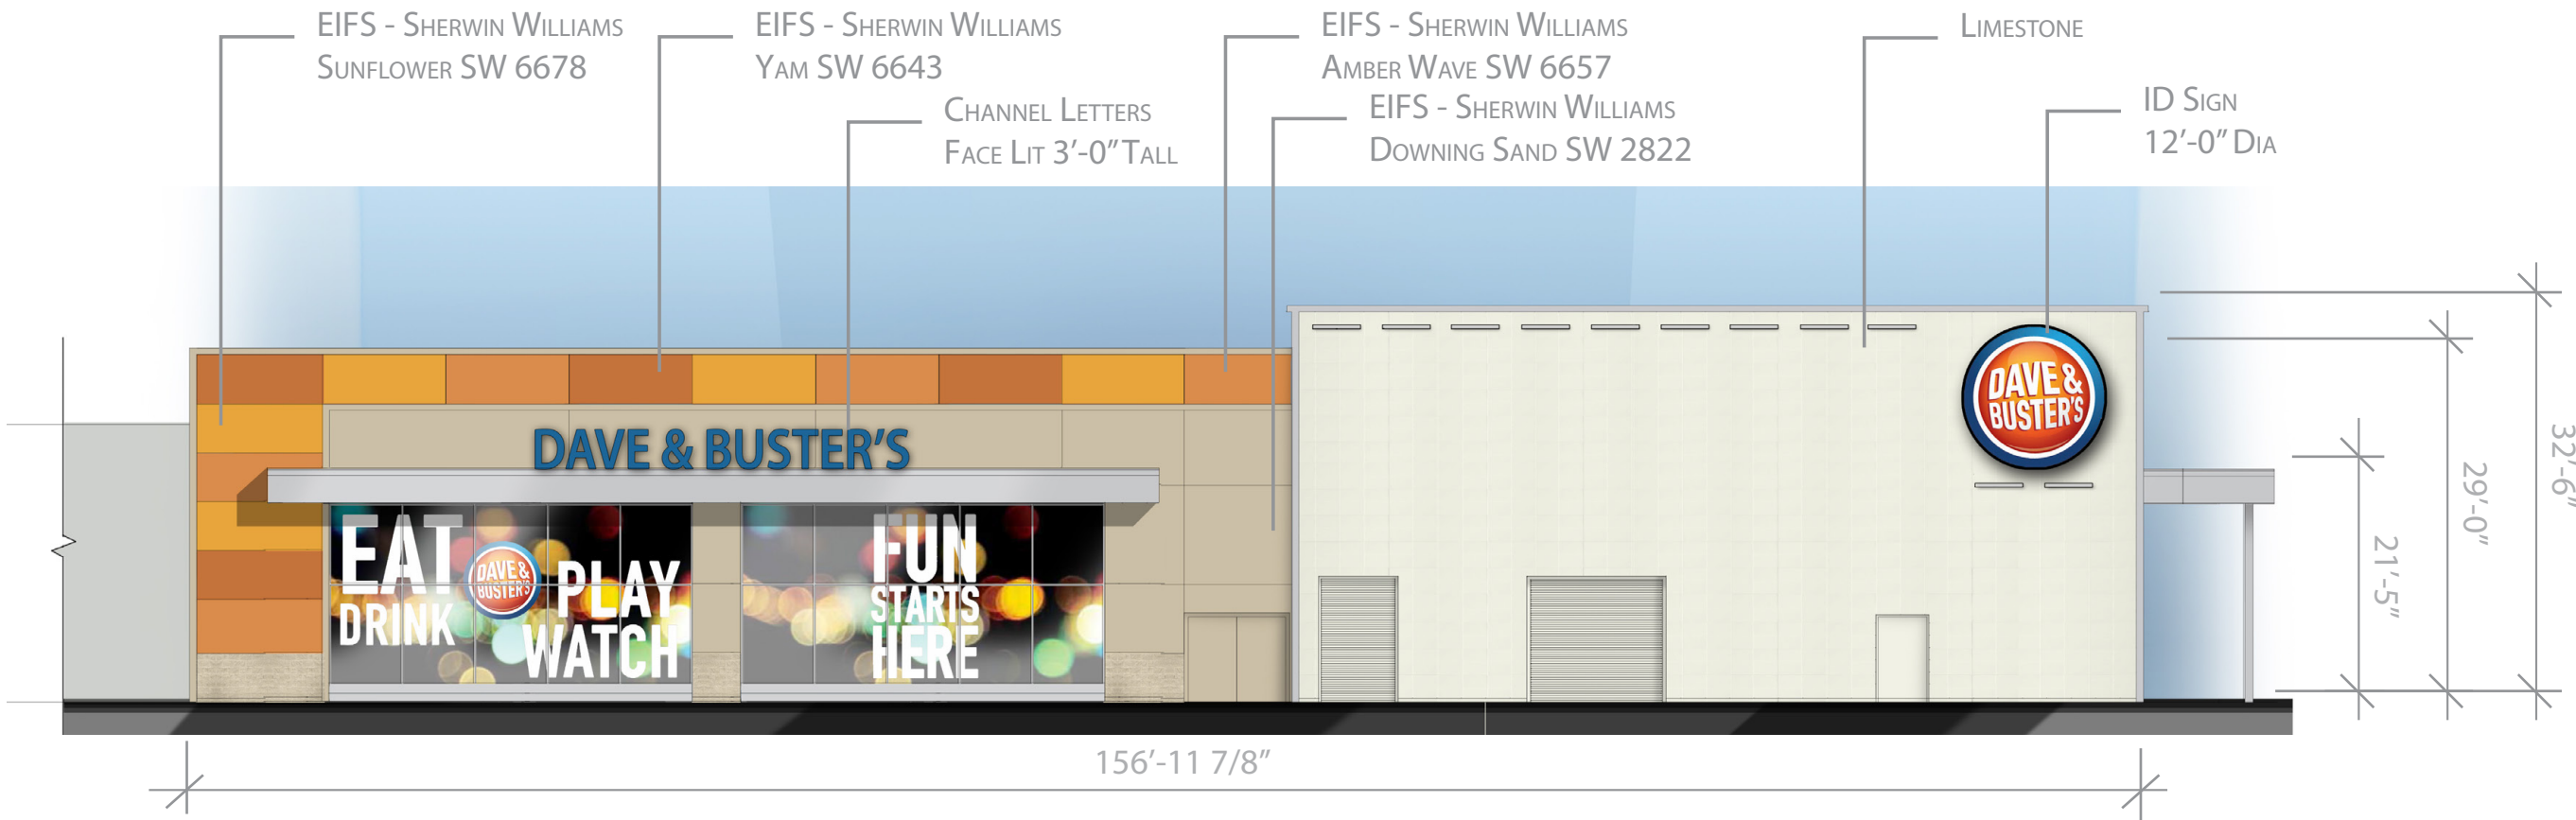 EIFS - Sherwin Williams
Sunflower SW 6678
EIFS - Sherwin Williams
Yam SW 6643
Channel Letters
Face Lit 3'-0" Tall
EIFS - Sherwin Williams
Amber Wave SW 6657
EIFS - Sherwin Williams
Downing Sand SW 2822
Limestone
ID Sign
12'-0" Dia
DAVE & BUSTER'S
DAVE &
BUSTER'S
EAT
DRINK
DAVE &
BUSTER'S
PLAY
WATCH
FUN
STARTS
HERE
21'-5"
29'-0"
32'-6"
156'-11 7/8"